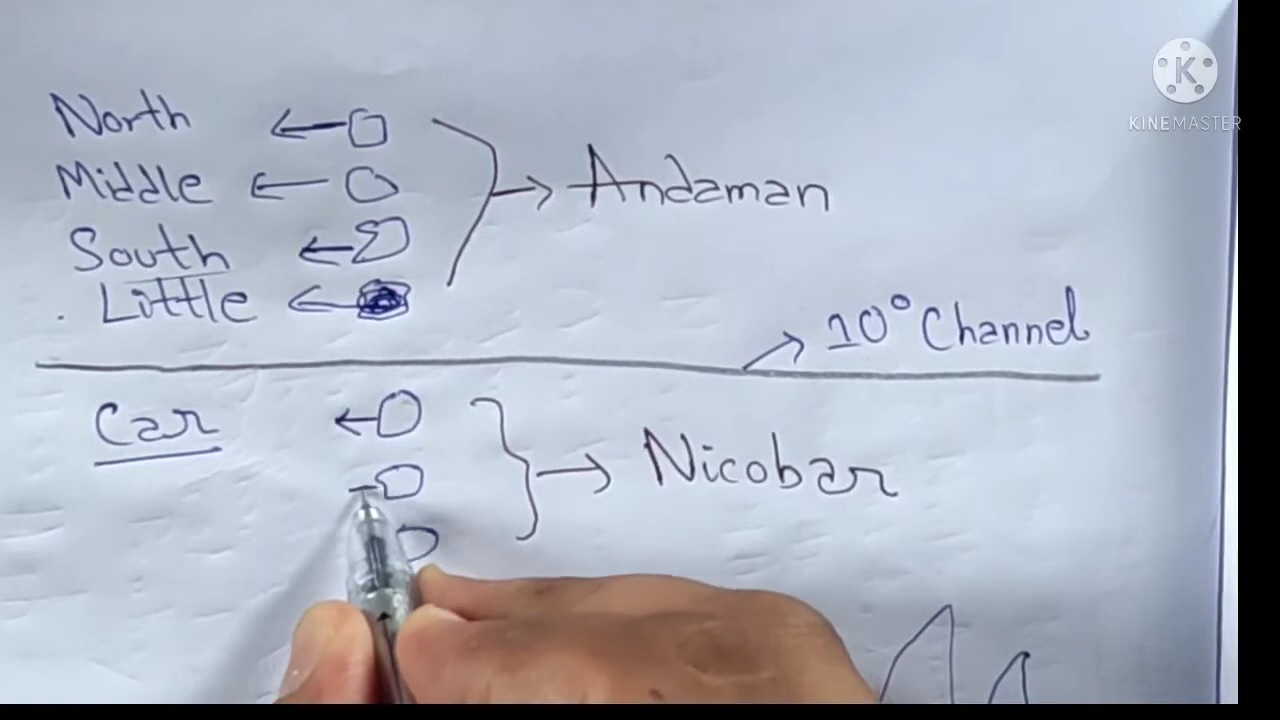 North
Middle
South
Little
Andaman
10° Channel
Car
Nicobar
K
KINEMASTER